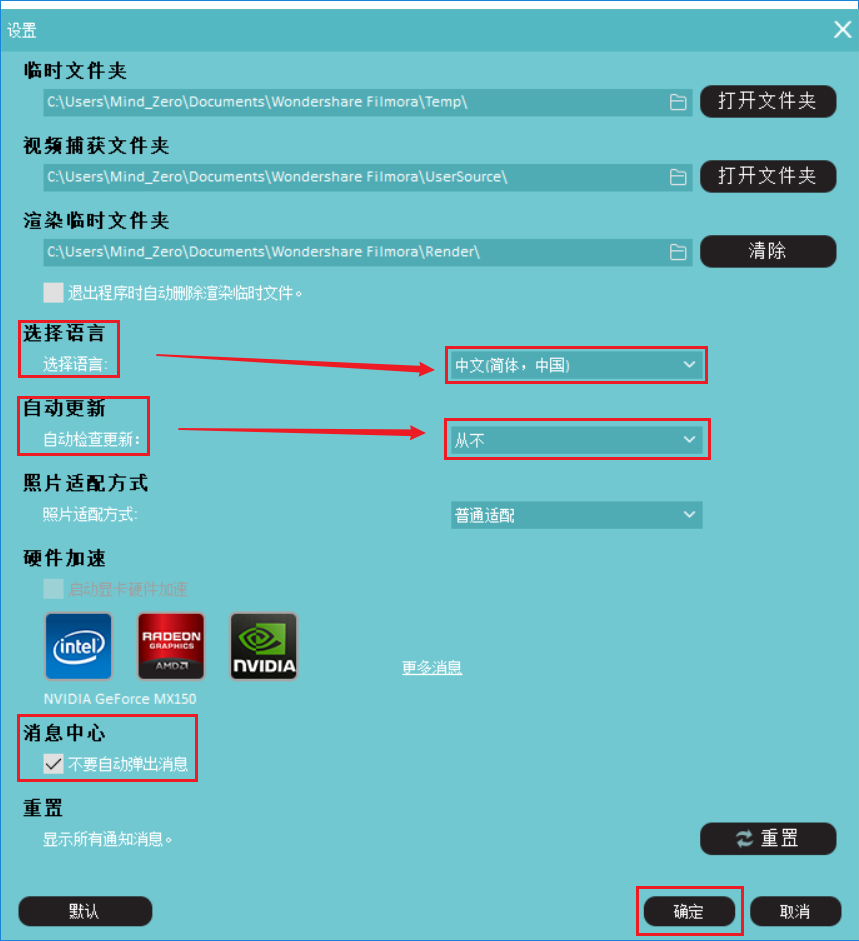 设置
临时文件夹
C:\Users\Mind_Zero\Documents\Wondershare Filmora\Temp\ 打开文件夹
视频捕获文件夹
C:\Users\Mind_Zero\Documents\Wondershare Filmora\UserSource\ 打开文件夹
渲染临时文件夹
C:\Users\Mind_Zero\Documents\Wondershare Filmora\Render\ 清除
退出程序时自动删除渲染临时文件。
选择语言
选择语言: 中文(简体，中国)
自动更新
自动检查更新: 从不
照片适配方式
照片适配方式: 普通适配
硬件加速
启动显卡硬件加速
intel RADEON GRAPHICS AMD NVIDIA
更多消息
NVIDIA GeForce MX150
消息中心
不要自动弹出消息
重置
显示所有通知消息。 重置
默认 确定 取消